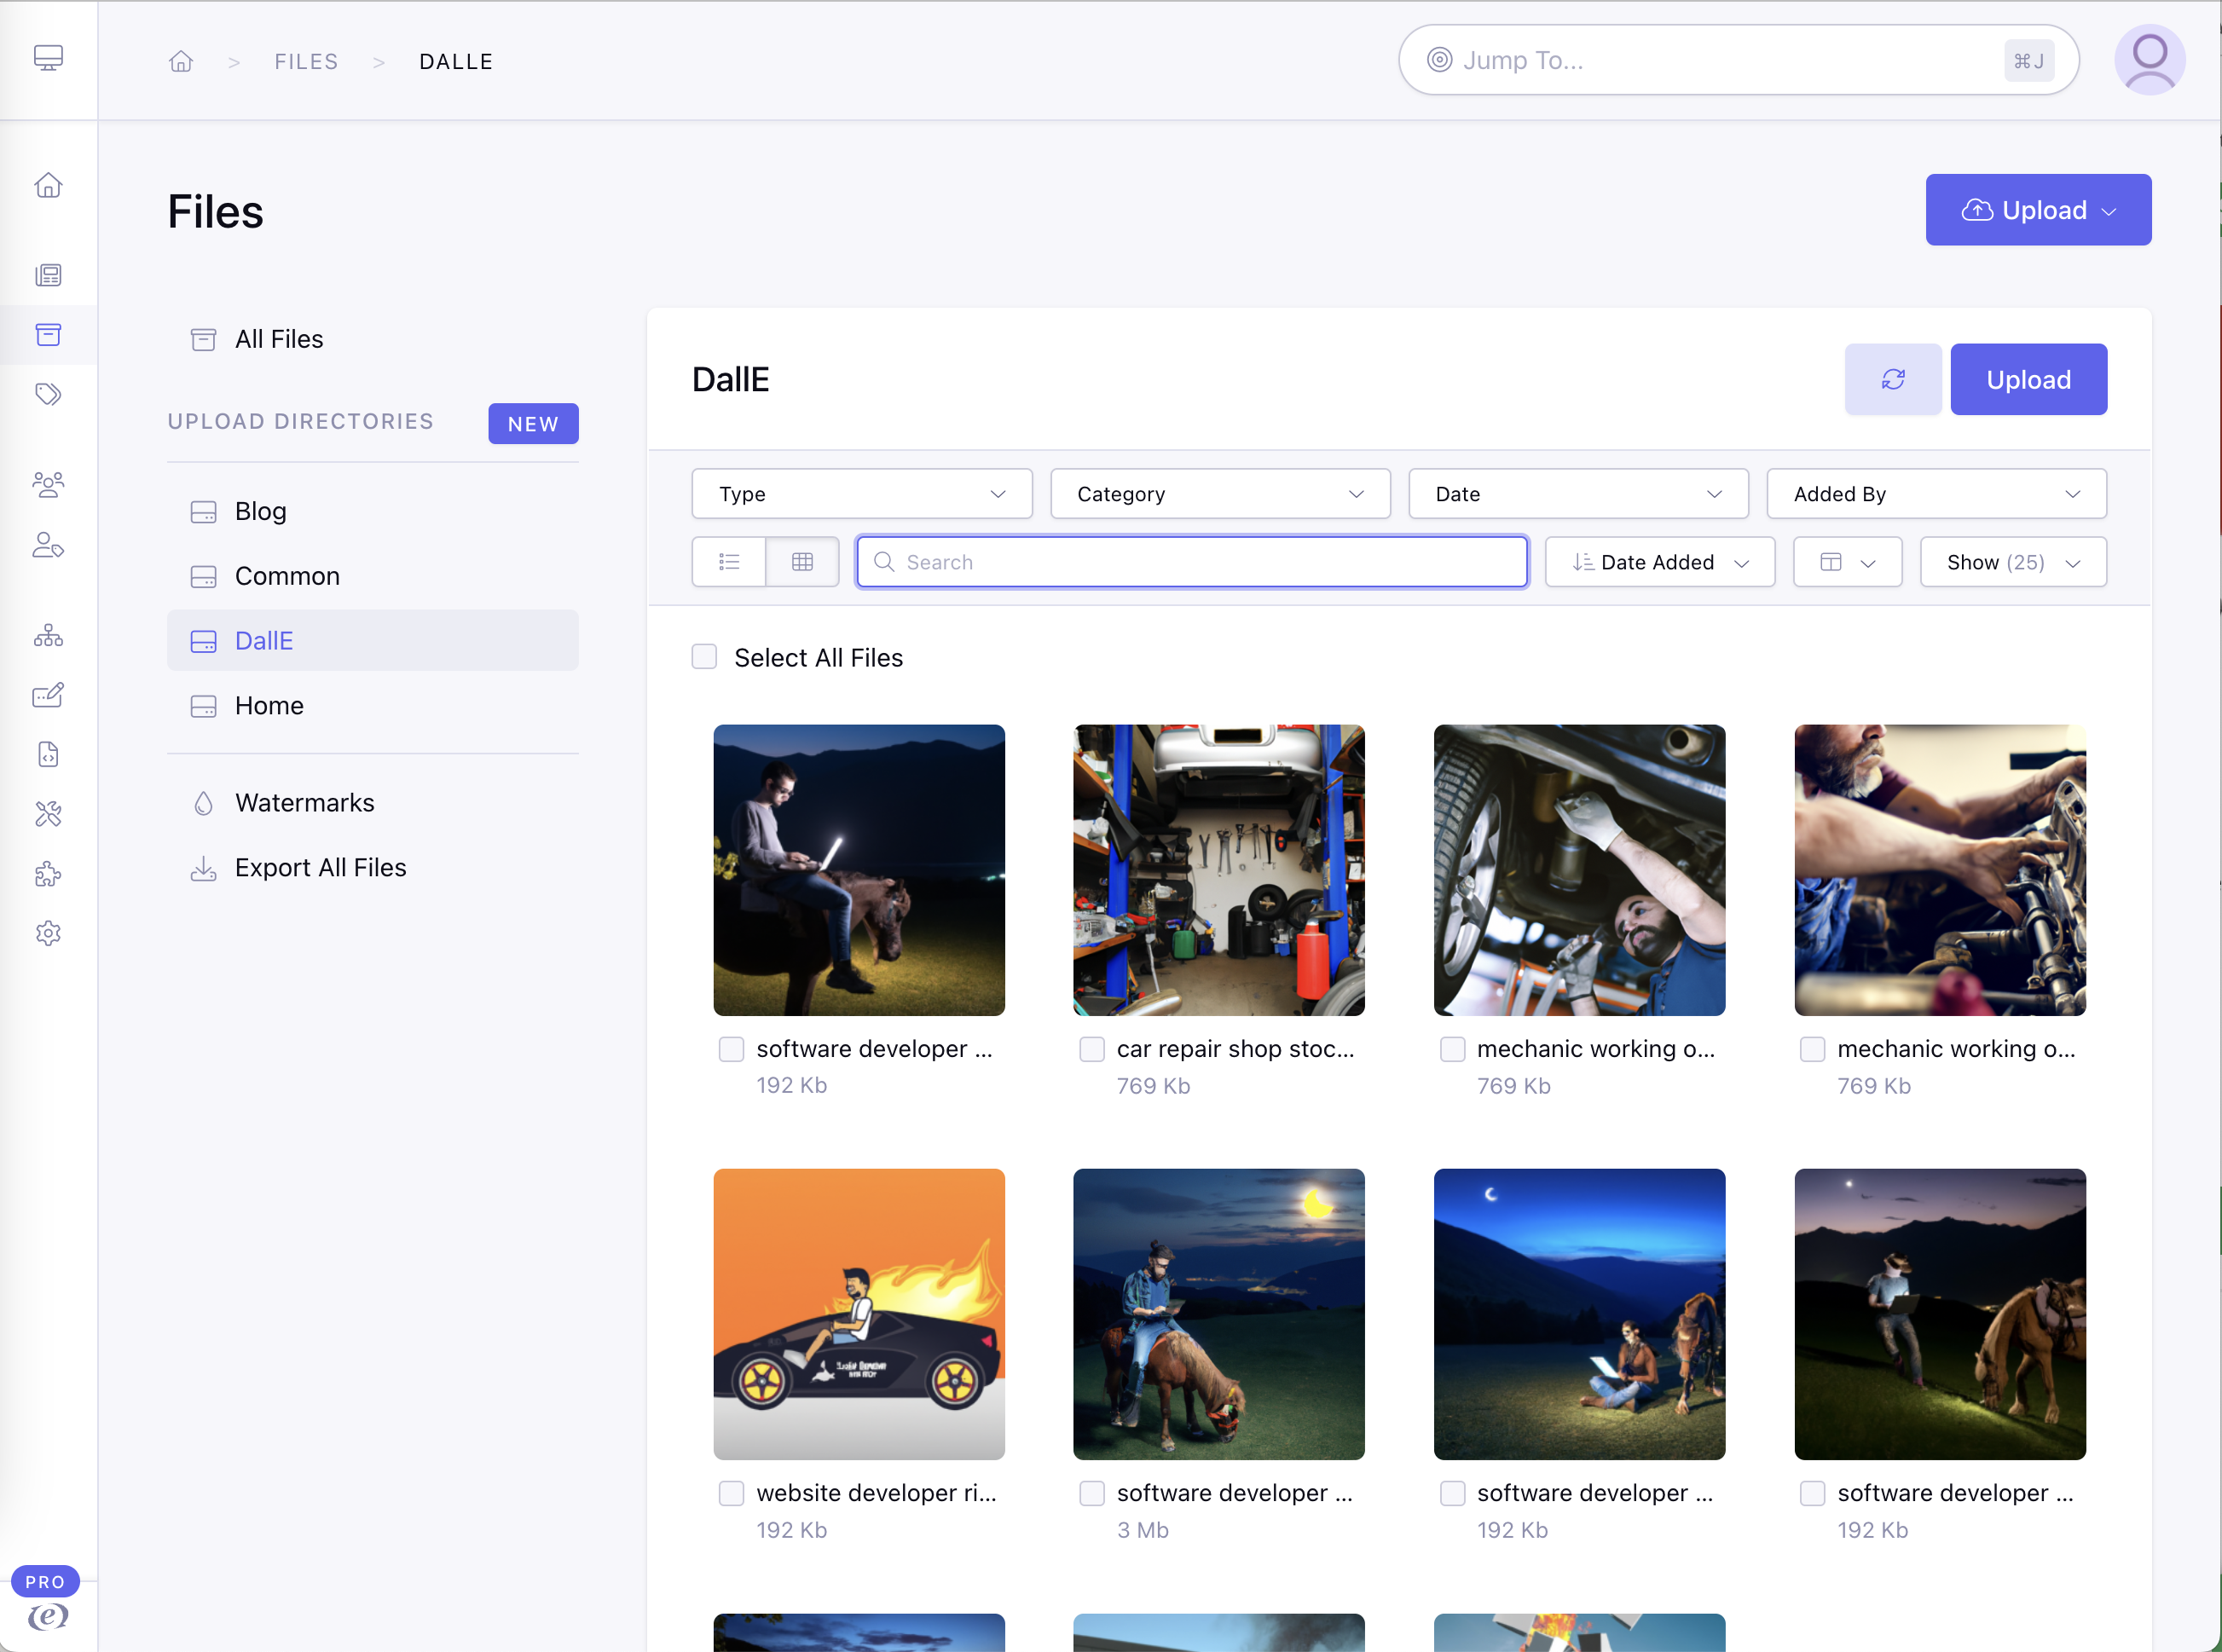 FILES > DALLE
Jump To...
⌘J
Files
Upload
All Files
UPLOAD DIRECTORIES
NEW
Blog
Common
DallE
Home
Watermarks
Export All Files
DallE
Upload
Type
Category
Date
Added By
Search
Date Added
Show (25)
Select All Files
software developer ...
192 Kb
car repair shop stoc...
769 Kb
mechanic working o...
769 Kb
mechanic working o...
769 Kb
website developer ri...
192 Kb
software developer ...
3 Mb
software developer ...
192 Kb
software developer ...
192 Kb
PRO